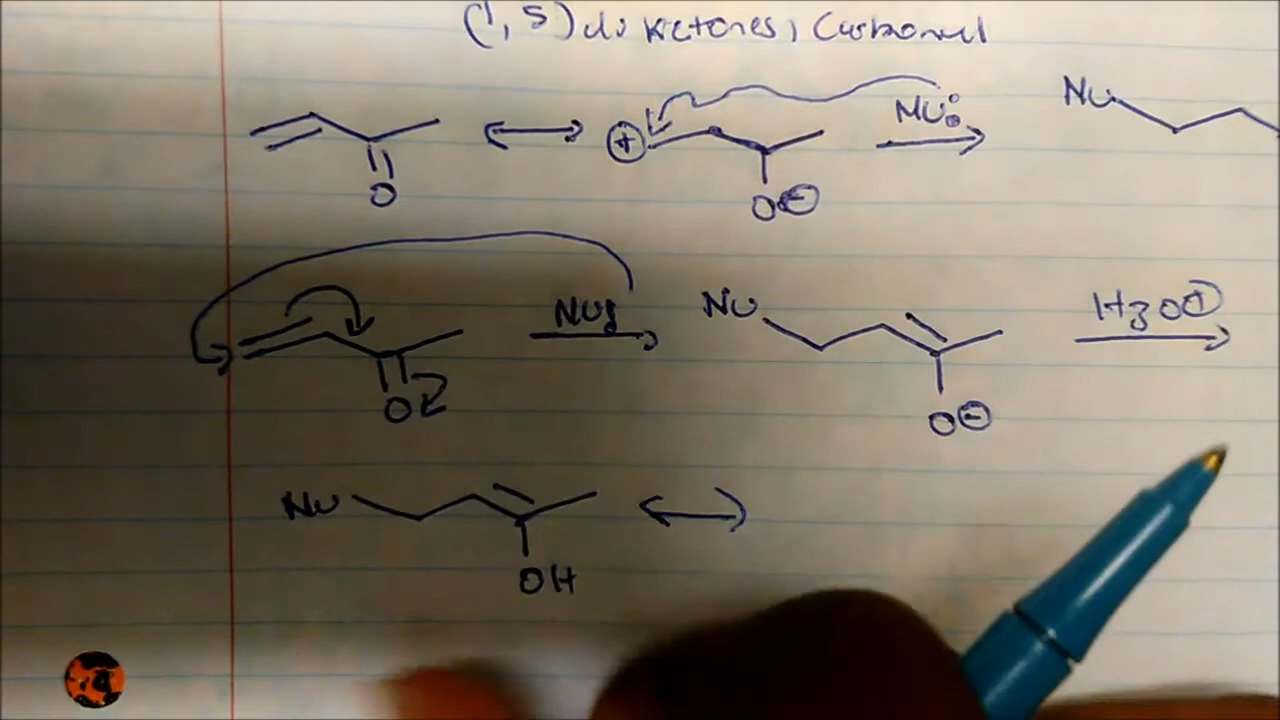 (1,5) di ketones, Carbonyl
⊕ Nu: Nu
O O⊖
Nu: Nu H3O⊕
O O⊖
Nu
OH